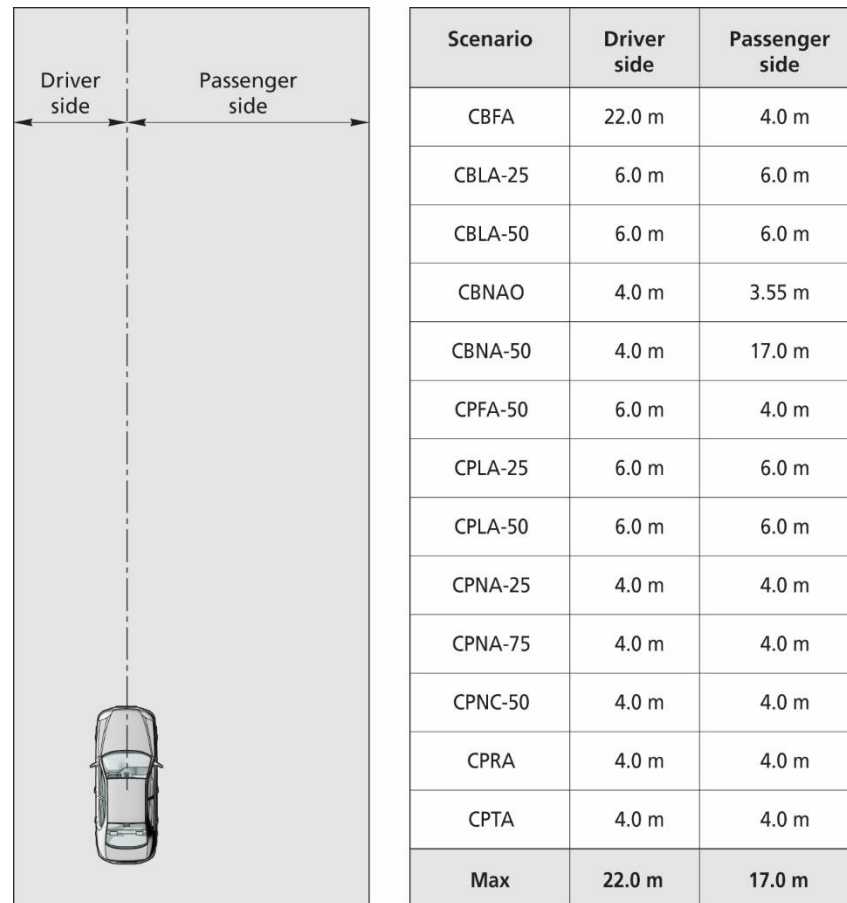 Driver
side
Passenger
side
Scenario Driver
side Passenger
side
CBFA 22.0 m 4.0 m
CBLA-25 6.0 m 6.0 m
CBLA-50 6.0 m 6.0 m
CBNAO 4.0 m 3.55 m
CBNA-50 4.0 m 17.0 m
CPFA-50 6.0 m 4.0 m
CPLA-25 6.0 m 6.0 m
CPLA-50 6.0 m 6.0 m
CPNA-25 4.0 m 4.0 m
CPNA-75 4.0 m 4.0 m
CPNC-50 4.0 m 4.0 m
CPRA 4.0 m 4.0 m
CPTA 4.0 m 4.0 m
Max 22.0 m 17.0 m